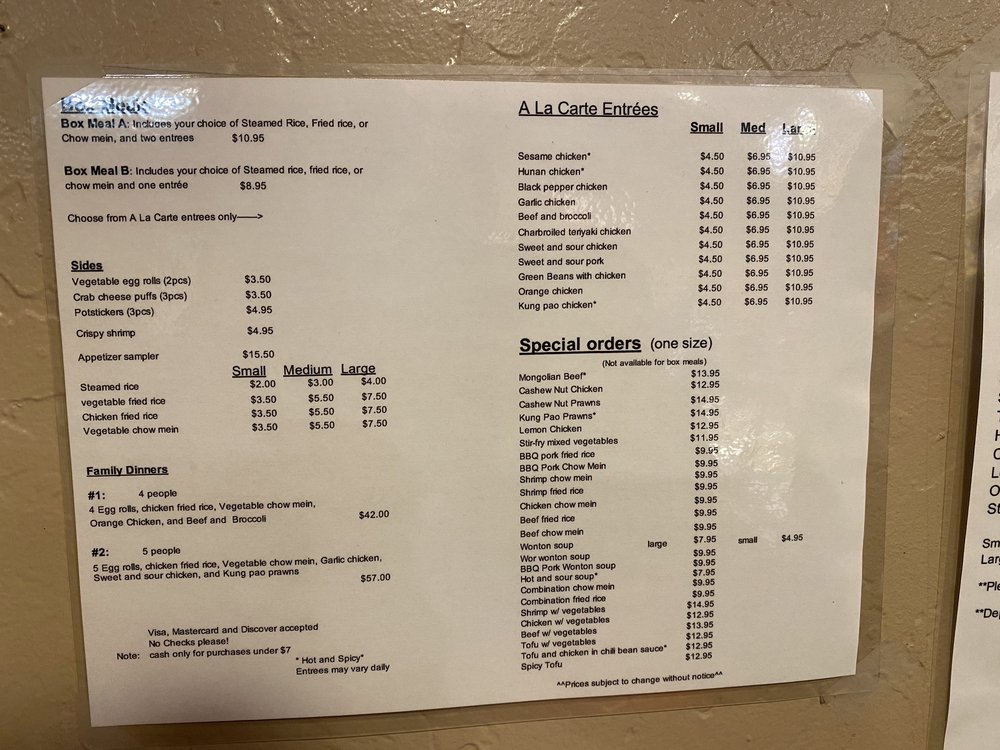 Box Meals
Box Meal A: Includes your choice of Steamed Rice, Fried rice, or
Chow mein, and two entrees $10.95
Box Meal B: Includes your choice of Steamed rice, fried rice, or
chow mein and one entrée $8.95
Choose from A La Carte entrees only——>
Sides
Vegetable egg rolls (2pcs) $3.50
Crab cheese puffs (3pcs) $3.50
Potstickers (3pcs) $4.95
Crispy shrimp $4.95
Appetizer sampler $15.50
Small Medium Large
Steamed rice $2.00 $3.00 $4.00
vegetable fried rice $3.50 $5.50 $7.50
Chicken fried rice $3.50 $5.50 $7.50
Vegetable chow mein $3.50 $5.50 $7.50
Family Dinners
#1: 4 people
4 Egg rolls, chicken fried rice, Vegetable chow mein,
Orange Chicken, and Beef and Broccoli $42.00
#2: 5 people
5 Egg rolls, chicken fried rice, Vegetable chow mein, Garlic chicken,
Sweet and sour chicken, and Kung pao prawns $57.00
Visa, Mastercard and Discover accepted
No Checks please!
Note: cash only for purchases under $7
* Hot and Spicy*
Entrees may vary daily
A La Carte Entrées
Small Med Large
Sesame chicken* $4.50 $6.95 $10.95
Hunan chicken* $4.50 $6.95 $10.95
Black pepper chicken $4.50 $6.95 $10.95
Garlic chicken $4.50 $6.95 $10.95
Beef and broccoli $4.50 $6.95 $10.95
Charbroiled teriyaki chicken $4.50 $6.95 $10.95
Sweet and sour chicken $4.50 $6.95 $10.95
Sweet and sour pork $4.50 $6.95 $10.95
Green Beans with chicken $4.50 $6.95 $10.95
Orange chicken $4.50 $6.95 $10.95
Kung pao chicken* $4.50 $6.95 $10.95
Special orders (one size)
(Not available for box meals)
Mongolian Beef* $13.95
Cashew Nut Chicken $12.95
Cashew Nut Prawns $14.95
Kung Pao Prawns* $14.95
Lemon Chicken $12.95
Stir-fry mixed vegetables $11.95
BBQ pork fried rice $9.95
BBQ Pork Chow Mein $9.95
Shrimp chow mein $9.95
Shrimp fried rice $9.95
Chicken chow mein $9.95
Beef fried rice $9.95
Beef chow mein $9.95
Wonton soup large $7.95 small $4.95
Wor wonton soup $9.95
BBQ Pork Wonton soup $9.95
Hot and sour soup* $7.95
Combination chow mein $9.95
Combination fried rice $9.95
Shrimp w/ vegetables $14.95
Chicken w/ vegetables $12.95
Beef w/ vegetables $13.95
Tofu w/ vegetables $12.95
Tofu and chicken in chili bean sauce* $12.95
Spicy Tofu $12.95
^^Prices subject to change without notice^^